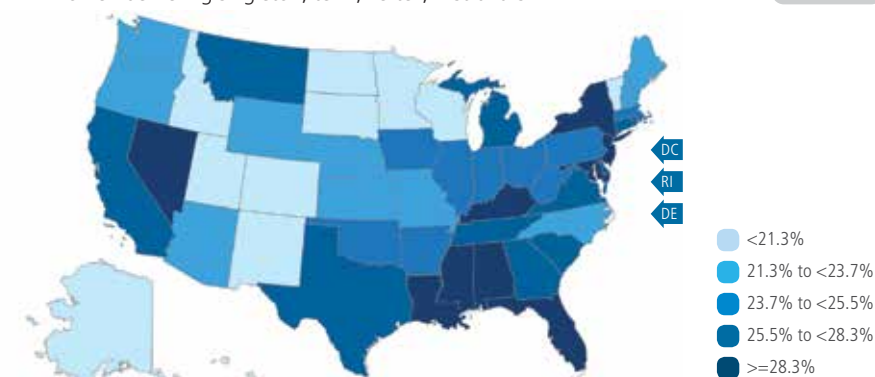 DC
RI
DE
<21.3%
21.3% to <23.7%
23.7% to <25.5%
25.5% to <28.3%
>=28.3%